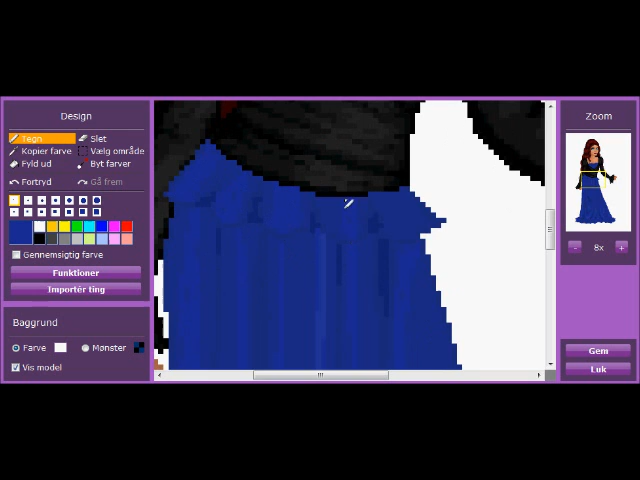 Design
Tegn
Slet
Kopier farve
Vælg område
Fyld ud
Byt farver
Fortryd
Gå frem
Gennemsigtig farve
Funktioner
Importér ting
Baggrund
Farve
Mønster
Vis model
Zoom
- 8x +
Gem
Luk